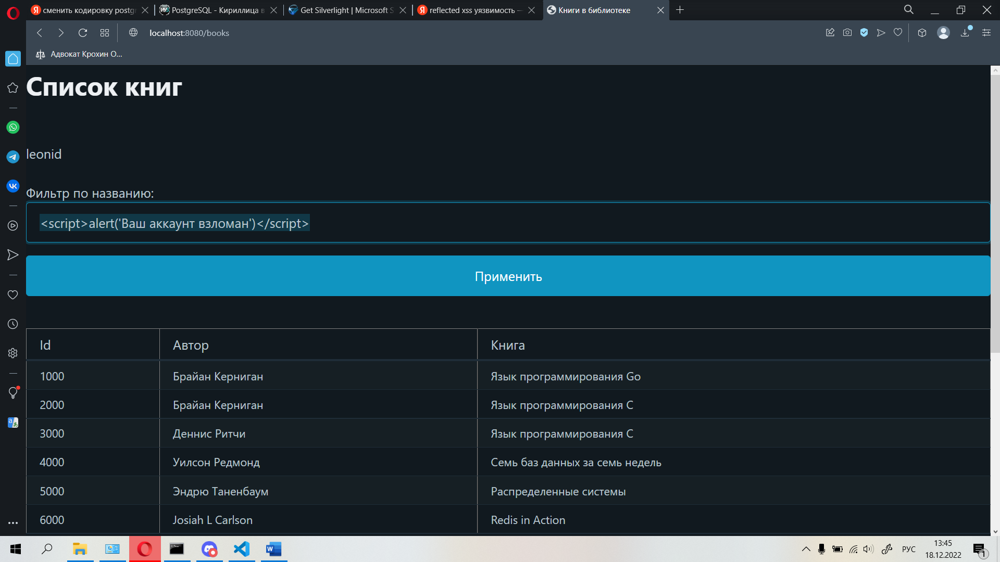 сменить кодировку postgr
PostgreSQL - Кириллица в
Get Silverlight | Microsoft S
reflected xss уязвимость —
Книги в библиотеке
localhost:8080/books
Адвокат Крохин О...
Список книг
leonid
Фильтр по названию:
<script>alert('Ваш аккаунт взломан')</script>
Применить
Id Автор Книга
1000 Брайан Керниган Язык программирования Go
2000 Брайан Керниган Язык программирования C
3000 Деннис Ритчи Язык программирования C
4000 Уилсон Редмонд Семь баз данных за семь недель
5000 Эндрю Таненбаум Распределенные системы
6000 Josiah L Carlson Redis in Action
РУС
13:45
18.12.2022
1